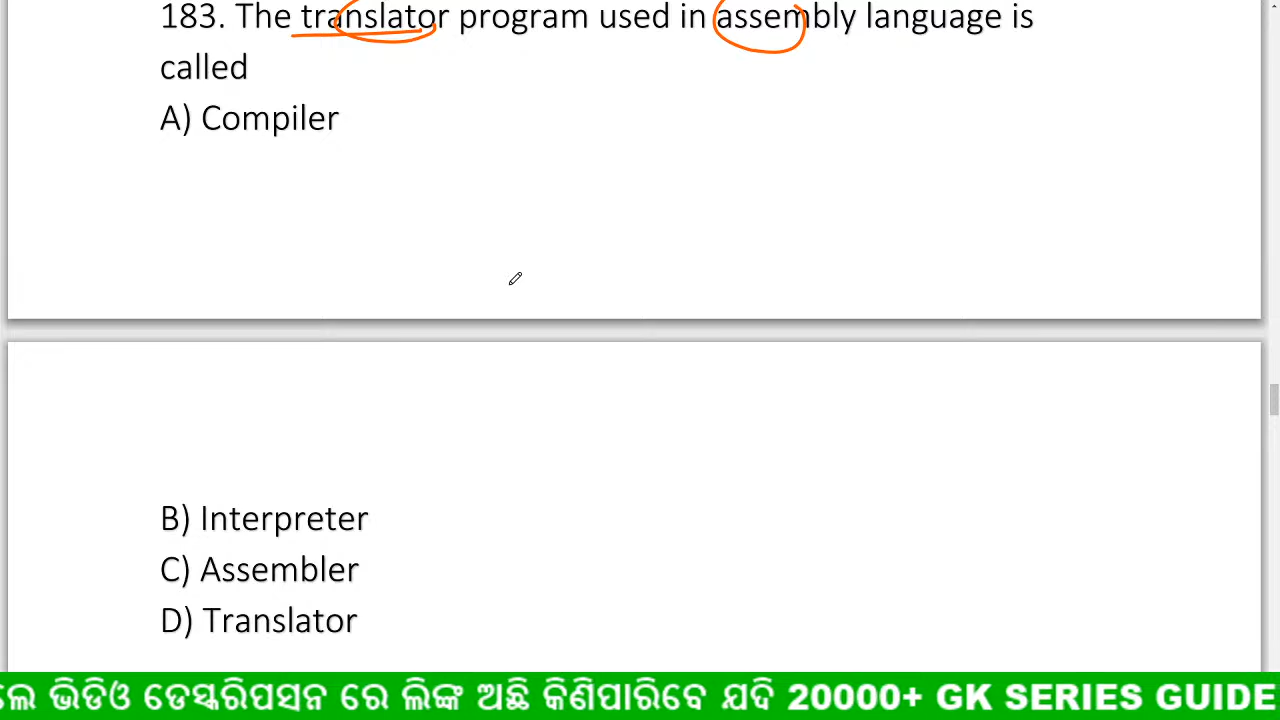 183. The translator program used in assembly language is
called
A) Compiler
B) Interpreter
C) Assembler
D) Translator
ଲେ ଭିଡିଓ ଡେସ୍କରିପସନ ରେ ଲିଙ୍କ ଅଛି କିଣିପାରିବେ ଯଦି 20000+ GK SERIES GUIDE